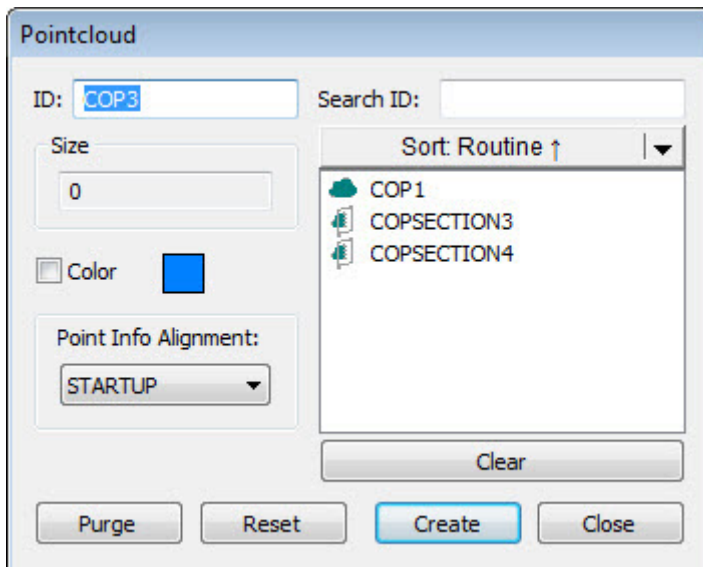 Pointcloud
ID: COP3
Search ID:
Size
0
Color
Point Info Alignment:
STARTUP
Sort: Routine ↑
COP1
COPSECTION3
COPSECTION4
Clear
Purge Reset Create Close